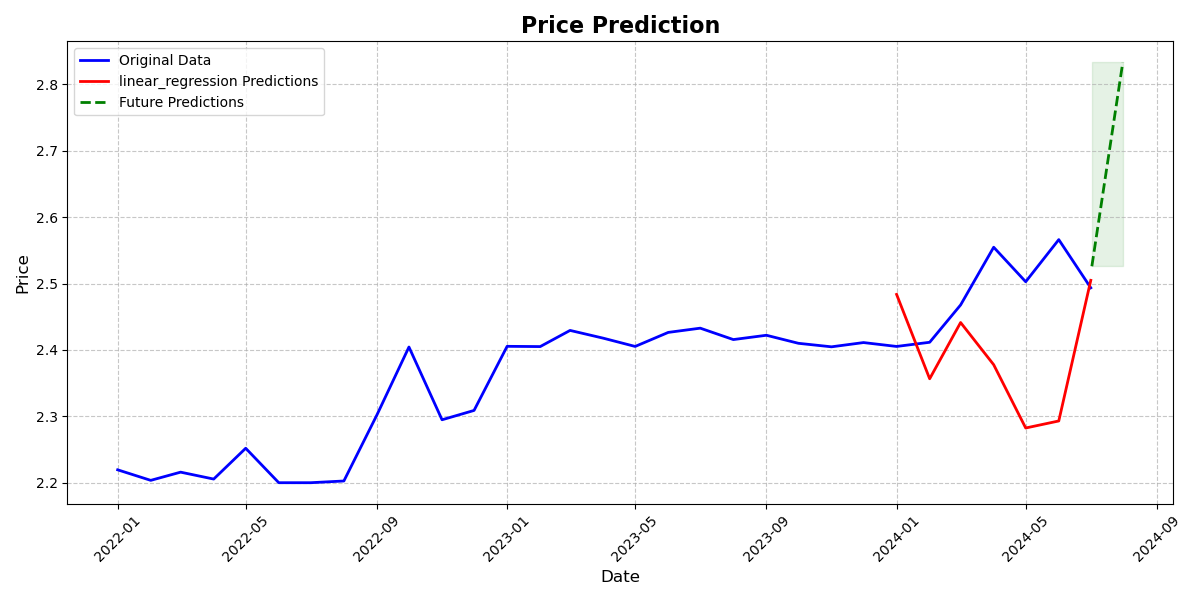 Price Prediction
Original Data
linear_regression Predictions
Future Predictions
Price
2.8
2.7
2.6
2.5
2.4
2.3
2.2
2022-01
2022-05
2022-09
2023-01
2023-05
2023-09
2024-01
2024-05
2024-09
Date